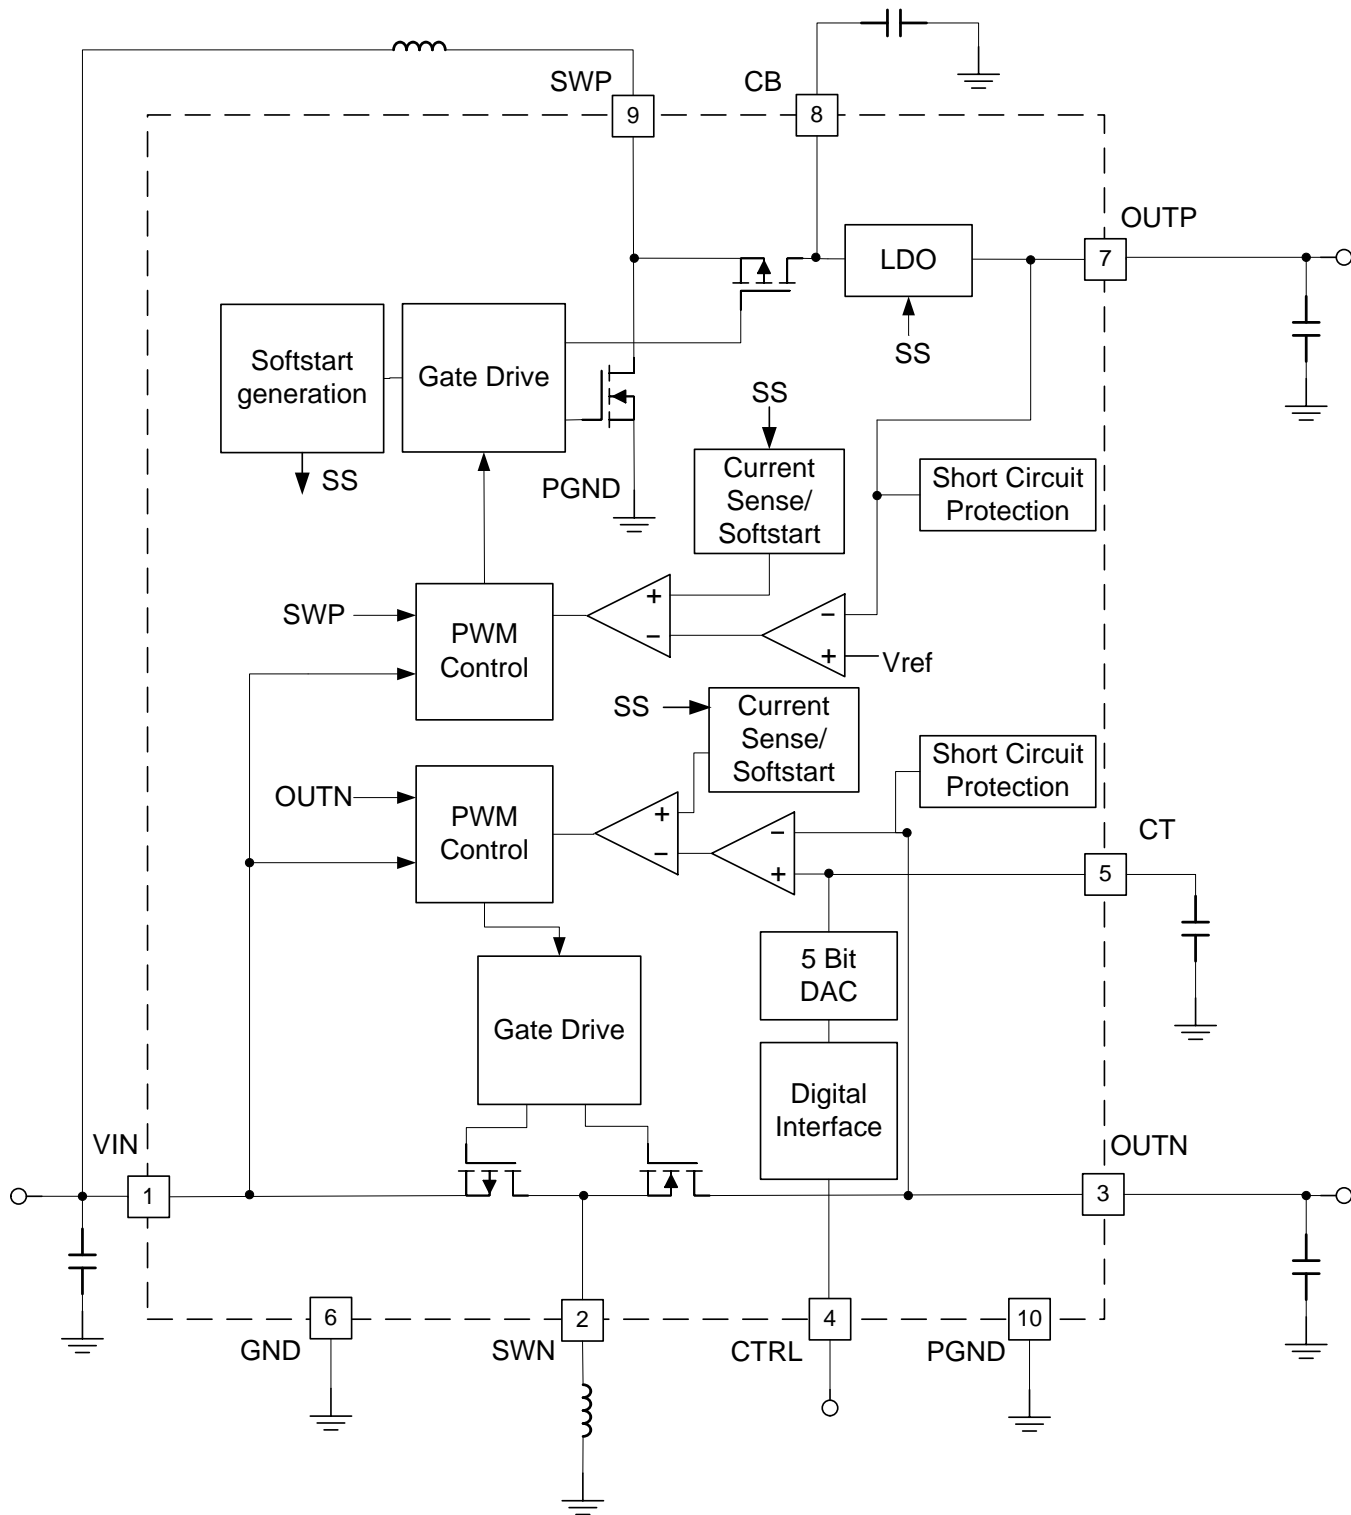 SWP
CB
9
8
OUTP
7
LDO
SS
Softstart
generation
SS
Gate Drive
PGND
SS
Current
Sense/
Softstart
Short Circuit
Protection
SWP
PWM
Control
+
−
−
+
Vref
SS
Current
Sense/
Softstart
Short Circuit
Protection
OUTN
PWM
Control
+
−
−
+
CT
5
5 Bit
DAC
Gate Drive
Digital
Interface
VIN
1
OUTN
3
6
GND
2
SWN
4
CTRL
10
PGND